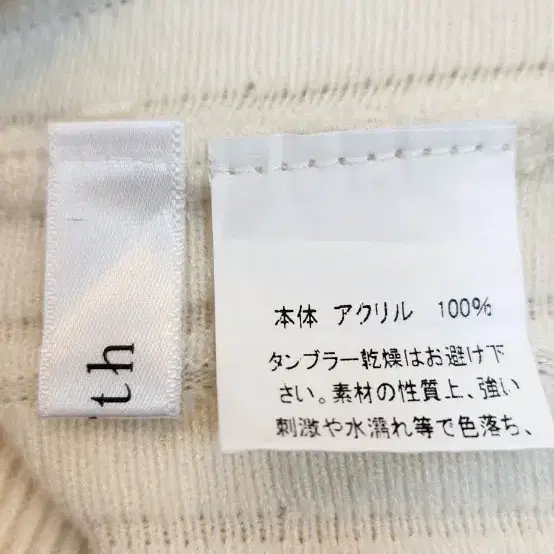 th
本体 アクリル 100%
タンブラー乾燥はお避け下
さい。素材の性質上、強い
刺激や水濡れ等で色落ち、